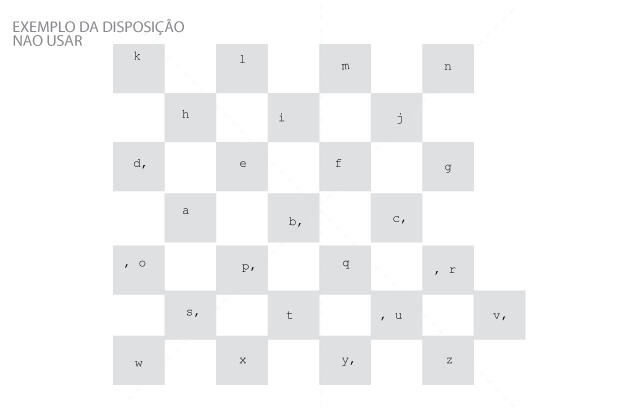 EXEMPLO DA DISPOSIÇÃO
NAO USAR
k l m n
h i j
d, e f g
a b, c,
, o p, q , r
s, t , u v,
w x y, z